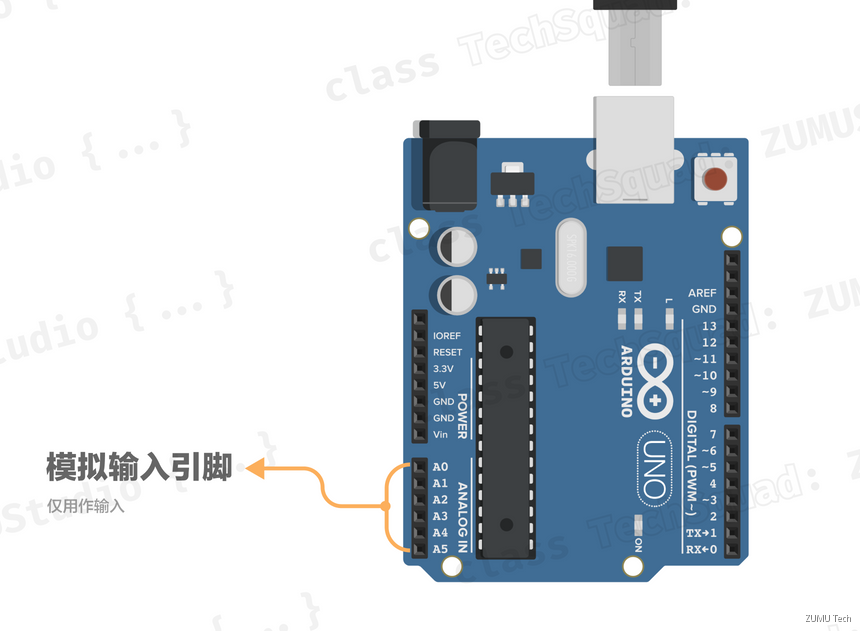 class TechSquad:
Studio { ... }
class TechSquad: ZUMUS
AREF
GND
13
12
~11
~10
~9
8
7
~6
~5
4
~3
2
TX→1
RX←0
DIGITAL (PWM~)
RX
TX
L
ARDUINO
UNO
ON
IOREF
RESET
3.3V
5V
GND
GND
Vin
POWER
A0
A1
A2
A3
A4
A5
ANALOG IN
模拟输入引脚
仅用作输入
ZUMU Tech